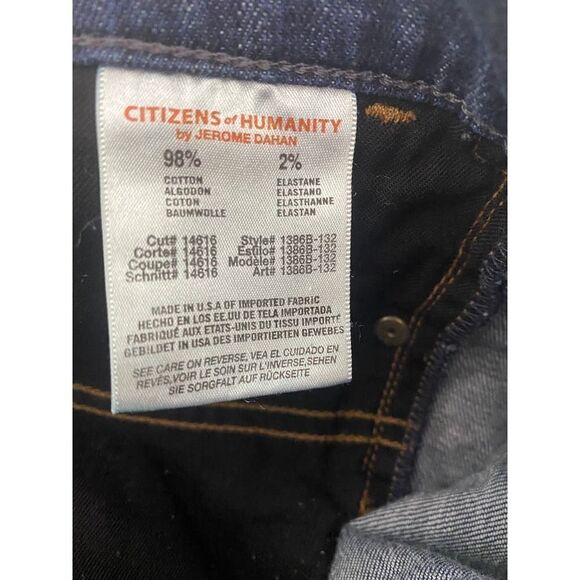 CITIZENS of HUMANITY
by JEROME DAHAN
98% 2%
COTTON ELASTANE
ALGODON ELASTANO
COTON ELASTHANNE
BAUMWOLLE ELASTAN
Cut# 14616 Style# 1386B-132
Corte# 14616 Estilo# 1386B-132
Coupe# 14616 Modèle# 1386B-132
Schnitt# 14616 Art# 1386B-132
MADE IN U.S.A OF IMPORTED FABRIC
HECHO EN LOS EE.UU DE TELA IMPORTADA
FABRIQUÉ AUX ETATS-UNIS DU TISSU IMPORTÉ
GEBILDET IN USA DES IMPORTIERTEN GEWEBES
SEE CARE ON REVERSE, VEA EL CUIDADO EN
REVÉS,VOIR LE SOIN SUR L'INVERSE,SEHEN
SIE SORGFALT AUF RÜCKSEITE